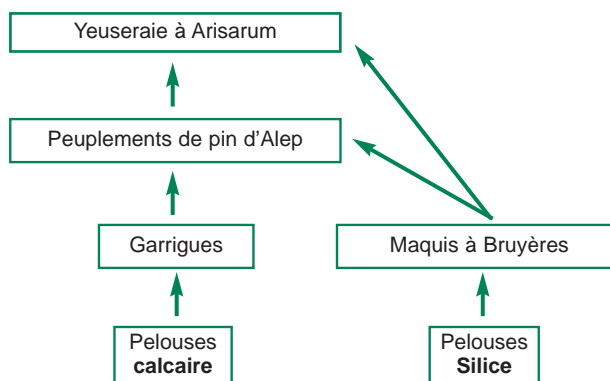 Yeuseraie à Arisarum
Peuplements de pin d'Alep
Garrigues
Maquis à Bruyères
Pelouses
calcaire
Pelouses
Silice